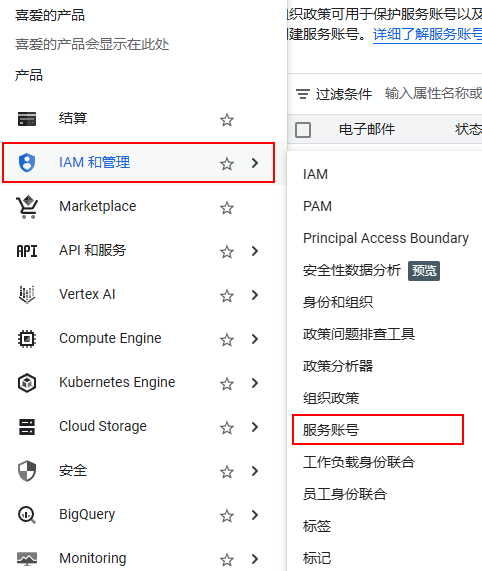 喜爱的产品
喜爱的产品会显示在此处
产品
结算
IAM 和管理
Marketplace
API 和服务
Vertex AI
Compute Engine
Kubernetes Engine
Cloud Storage
安全
BigQuery
Monitoring
织政策可用于保护服务账号以及
建服务账号。详细了解服务账号
过滤条件 输入属性名称或
电子邮件 状态
IAM
PAM
Principal Access Boundary
安全性数据分析 预览
身份和组织
政策问题排查工具
政策分析器
组织政策
服务账号
工作负载身份联合
员工身份联合
标签
标记